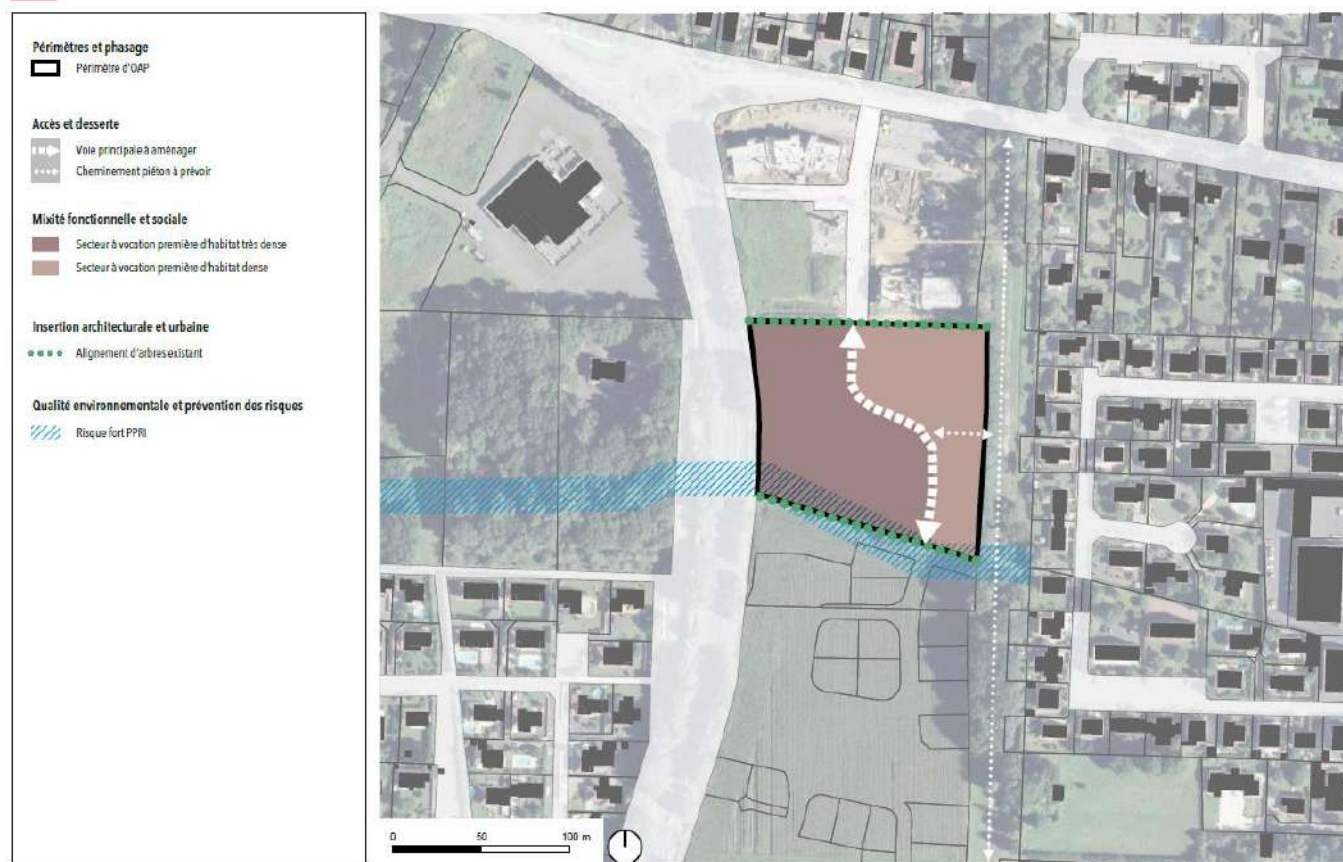 Périmètres et phasage
Périmètre d'OAP
Accès et desserte
Voie principale à aménager
Cheminement piéton à prévoir
Mixité fonctionnelle et sociale
Secteur à vocation première d'habitat très dense
Secteur à vocation première d'habitat dense
Insertion architecturale et urbaine
Alignement d'arbres existant
Qualité environnementale et prévention des risques
Risque fort PPRI
0 50 100 m